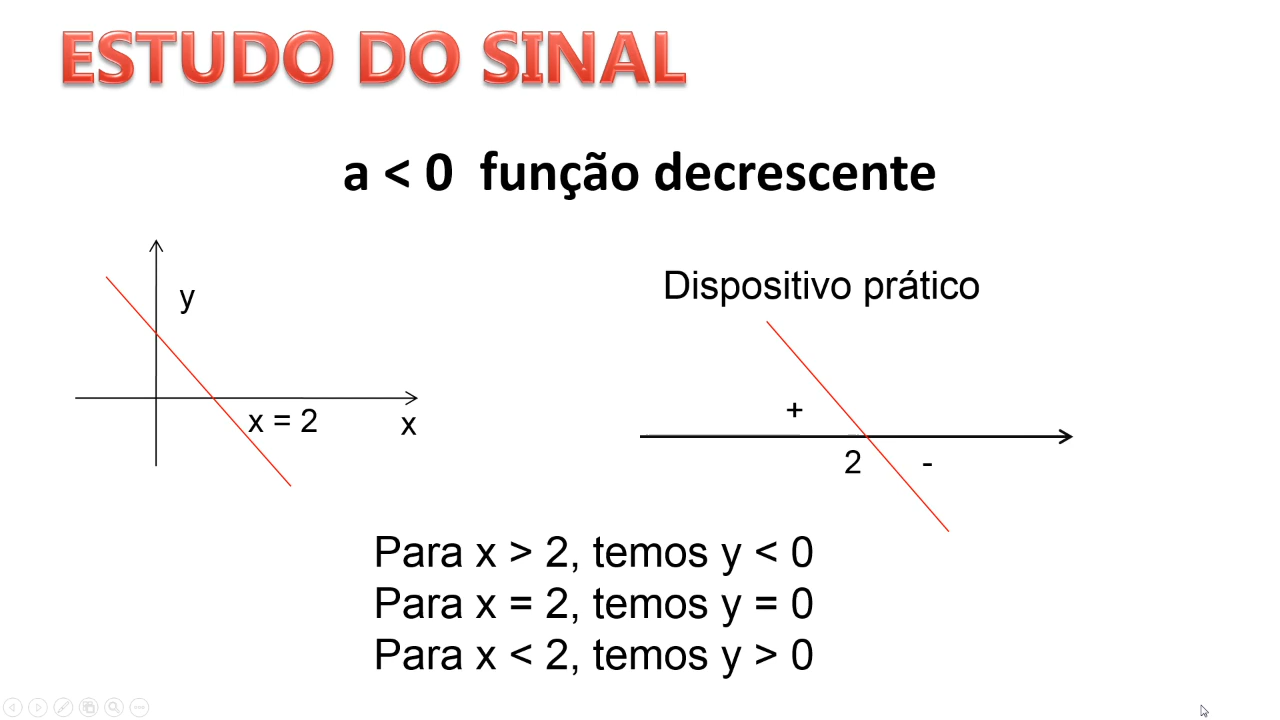 ESTUDO DO SINAL
a < 0 função decrescente
y
x = 2
x
Dispositivo prático
+
2
-
Para x > 2, temos y < 0
Para x = 2, temos y = 0
Para x < 2, temos y > 0